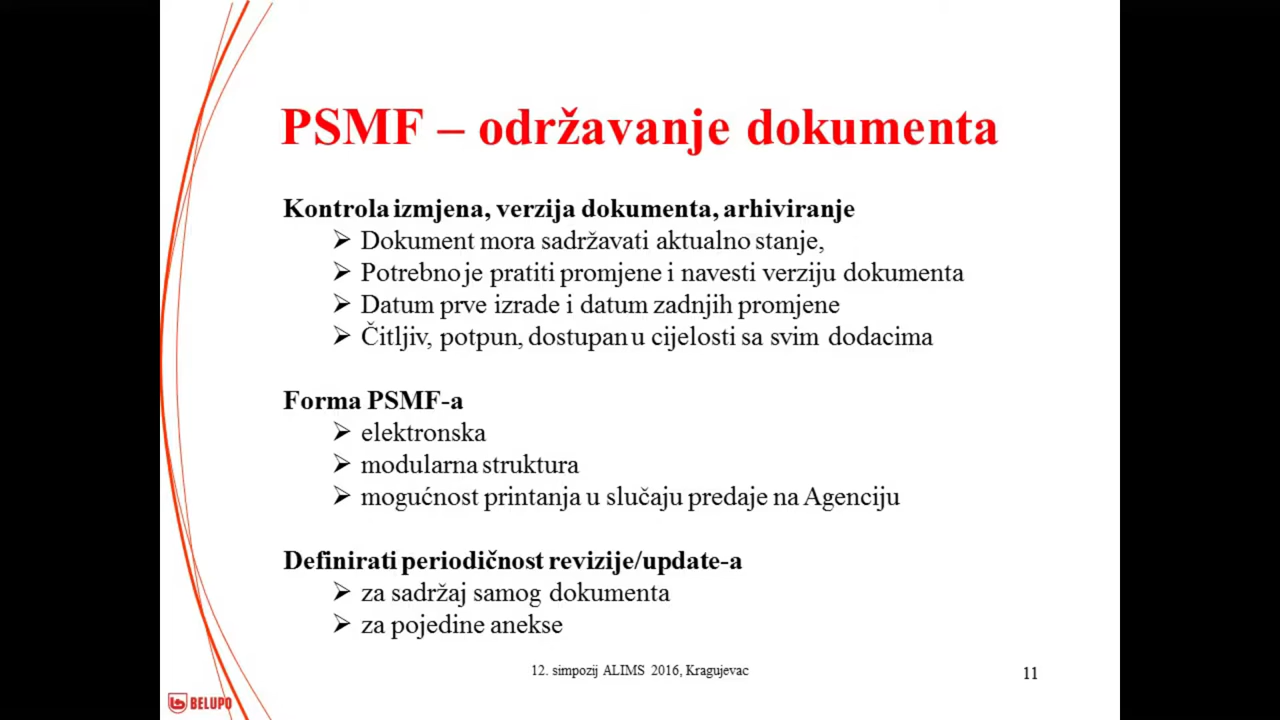 PSMF – održavanje dokumenta
Kontrola izmjena, verzija dokumenta, arhiviranje
➢ Dokument mora sadržavati aktualno stanje,
➢ Potrebno je pratiti promjene i navesti verziju dokumenta
➢ Datum prve izrade i datum zadnjih promjene
➢ Čitljiv, potpun, dostupan u cijelosti sa svim dodacima
Forma PSMF-a
➢ elektronska
➢ modularna struktura
➢ mogućnost printanja u slučaju predaje na Agenciju
Definirati periodičnost revizije/update-a
➢ za sadržaj samog dokumenta
➢ za pojedine anekse
12. simpozij ALIMS 2016, Kragujevac
11
BELUPO